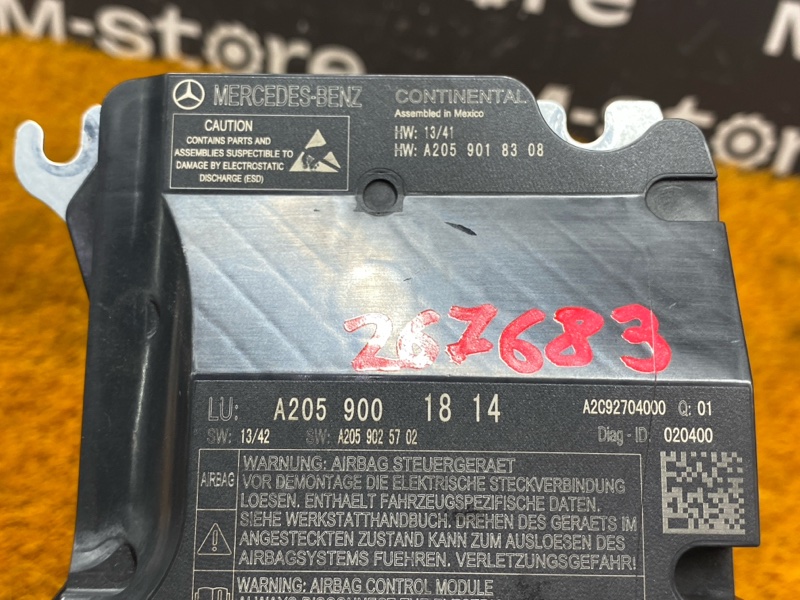 M-store
M-store
MERCEDES-BENZ CONTINENTAL
Assembled in Mexico
CAUTION
CONTAINS PARTS AND
ASSEMBLIES SUSPECTIBLE TO
DAMAGE BY ELECTROSTATIC
DISCHARGE (ESD)
HW: 13/41
HW: A205 901 83 08
267683
LU: A205 900 18 14 A2C92704000 Q: 01
SW: 13/42 SW: A205 902 57 02 Diag - ID: 020400
AIRBAG
WARNUNG: AIRBAG STEUERGERAET
VOR DEMONTAGE DIE ELEKTRISCHE STECKVERBINDUNG
LOESEN. ENTHAELT FAHRZEUGSPEZIFISCHE DATEN.
SIEHE WERKSTATTHANDBUCH. DREHEN DES GERAETS IM
ANGESTECKTEN ZUSTAND KANN ZUM AUSLOESEN DES
AIRBAGSYSTEMS FUEHREN. VERLETZUNGSGEFAHR!
WARNING: AIRBAG CONTROL MODULE